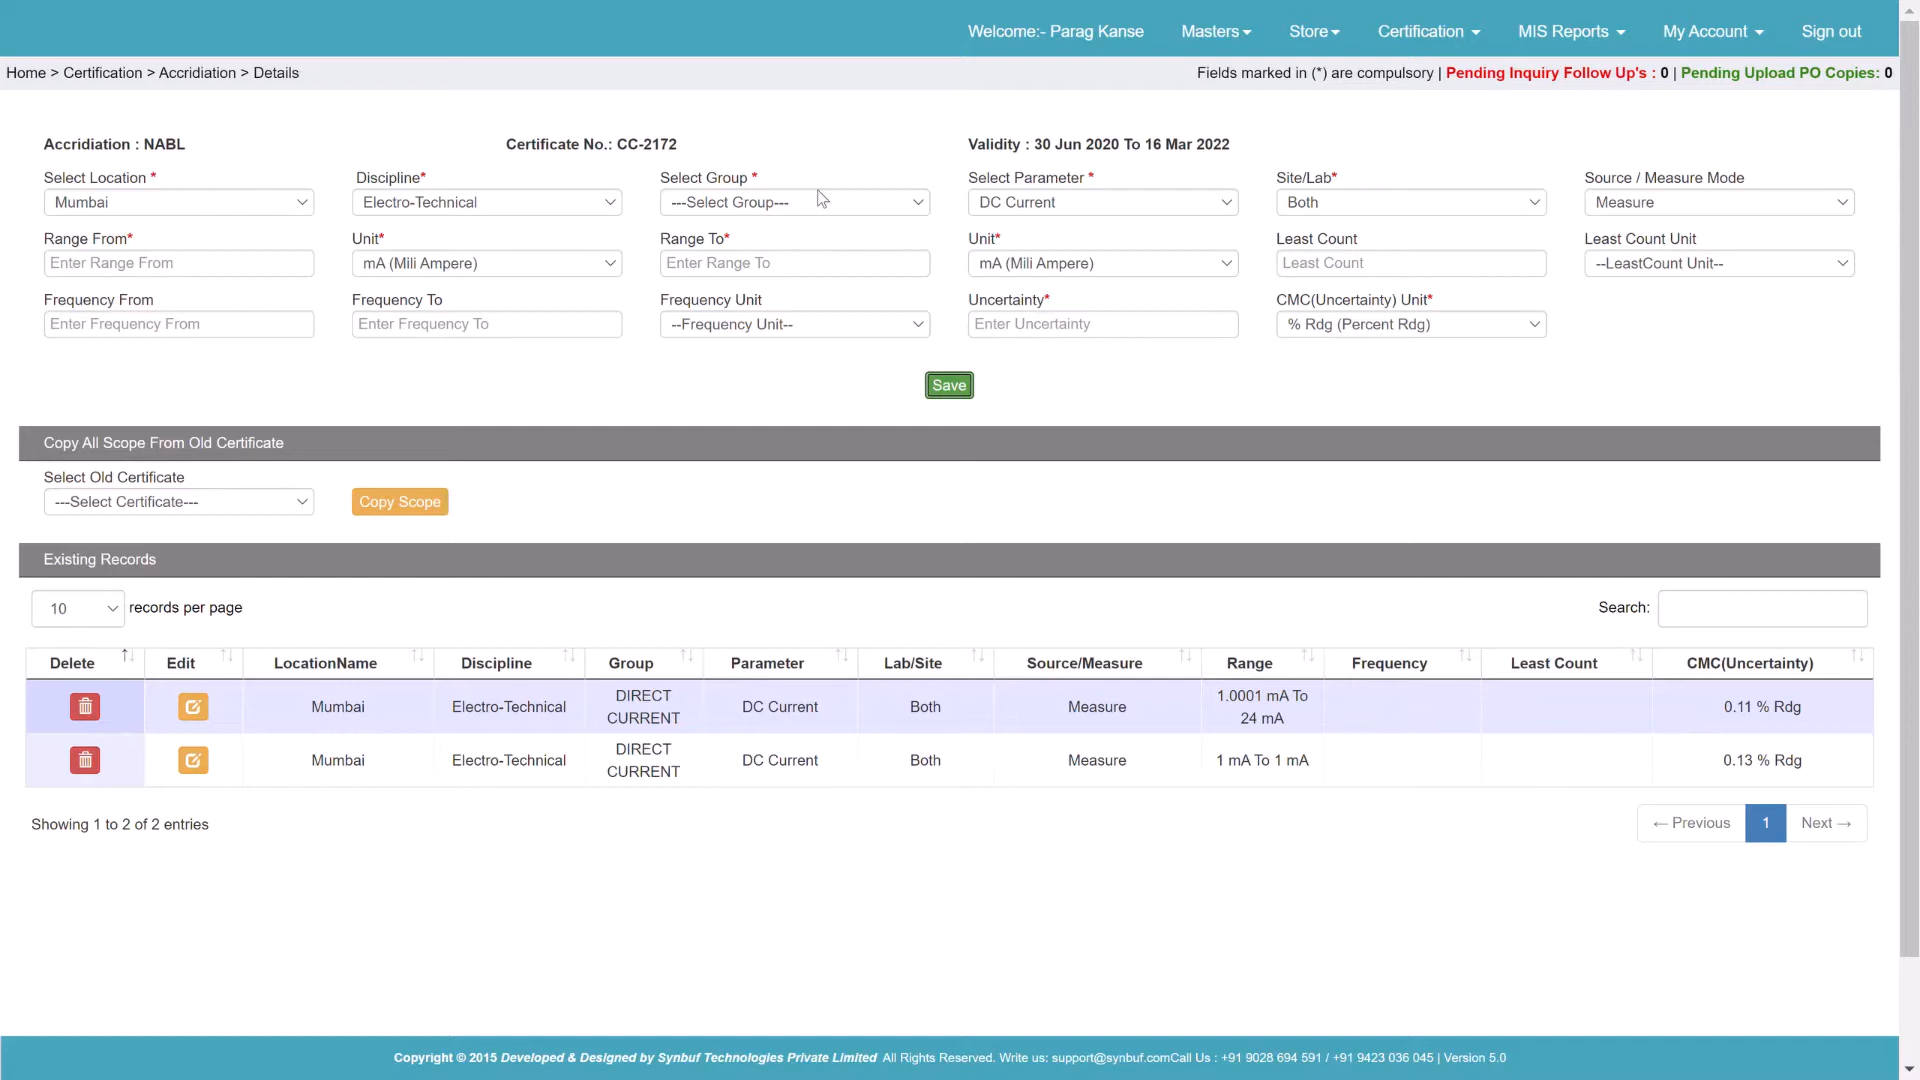 Welcome:- Parag Kanse Masters Store Certification MIS Reports My Account Sign out
Home > Certification > Accridiation > Details
Fields marked in (*) are compulsory | Pending Inquiry Follow Up's : 0 | Pending Upload PO Copies: 0
Accridiation : NABL Certificate No.: CC-2172 Validity : 30 Jun 2020 To 16 Mar 2022
Select Location * Discipline* Select Group * Select Parameter * Site/Lab* Source / Measure Mode
Mumbai Electro-Technical ---Select Group--- DC Current Both Measure
Range From* Unit* Range To* Unit* Least Count Least Count Unit
Enter Range From mA (Mili Ampere) Enter Range To mA (Mili Ampere) Least Count --LeastCount Unit--
Frequency From Frequency To Frequency Unit Uncertainty* CMC(Uncertainty) Unit*
Enter Frequency From Enter Frequency To --Frequency Unit-- Enter Uncertainty % Rdg (Percent Rdg)
Save
Copy All Scope From Old Certificate
Select Old Certificate
---Select Certificate--- Copy Scope
Existing Records
10 records per page Search:
Delete Edit LocationName Discipline Group Parameter Lab/Site Source/Measure Range Frequency Least Count CMC(Uncertainty)
Mumbai Electro-Technical DIRECT CURRENT DC Current Both Measure 1.0001 mA To 24 mA 0.11 % Rdg
Mumbai Electro-Technical DIRECT CURRENT DC Current Both Measure 1 mA To 1 mA 0.13 % Rdg
Showing 1 to 2 of 2 entries
← Previous 1 Next →
Copyright © 2015 Developed & Designed by Synbuf Technologies Private Limited All Rights Reserved. Write us: support@synbuf.comCall Us : +91 9028 694 591 / +91 9423 036 045 | Version 5.0